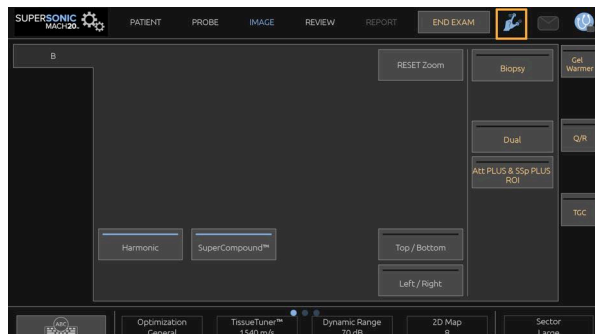 SUPERSONIC
MACH20.
PATIENT
PROBE
IMAGE
REVIEW
REPORT
END EXAM
B
RESET Zoom
Biopsy
Gel
Warmer
Dual
Q/R
Att PLUS & SSp PLUS
ROI
TGC
Harmonic
SuperCompound™
Top / Bottom
Left / Right
ABC
Optimization
General
TissueTuner™
1540 m/s
Dynamic Range
70 dB
2D Map
8
Sector
Large